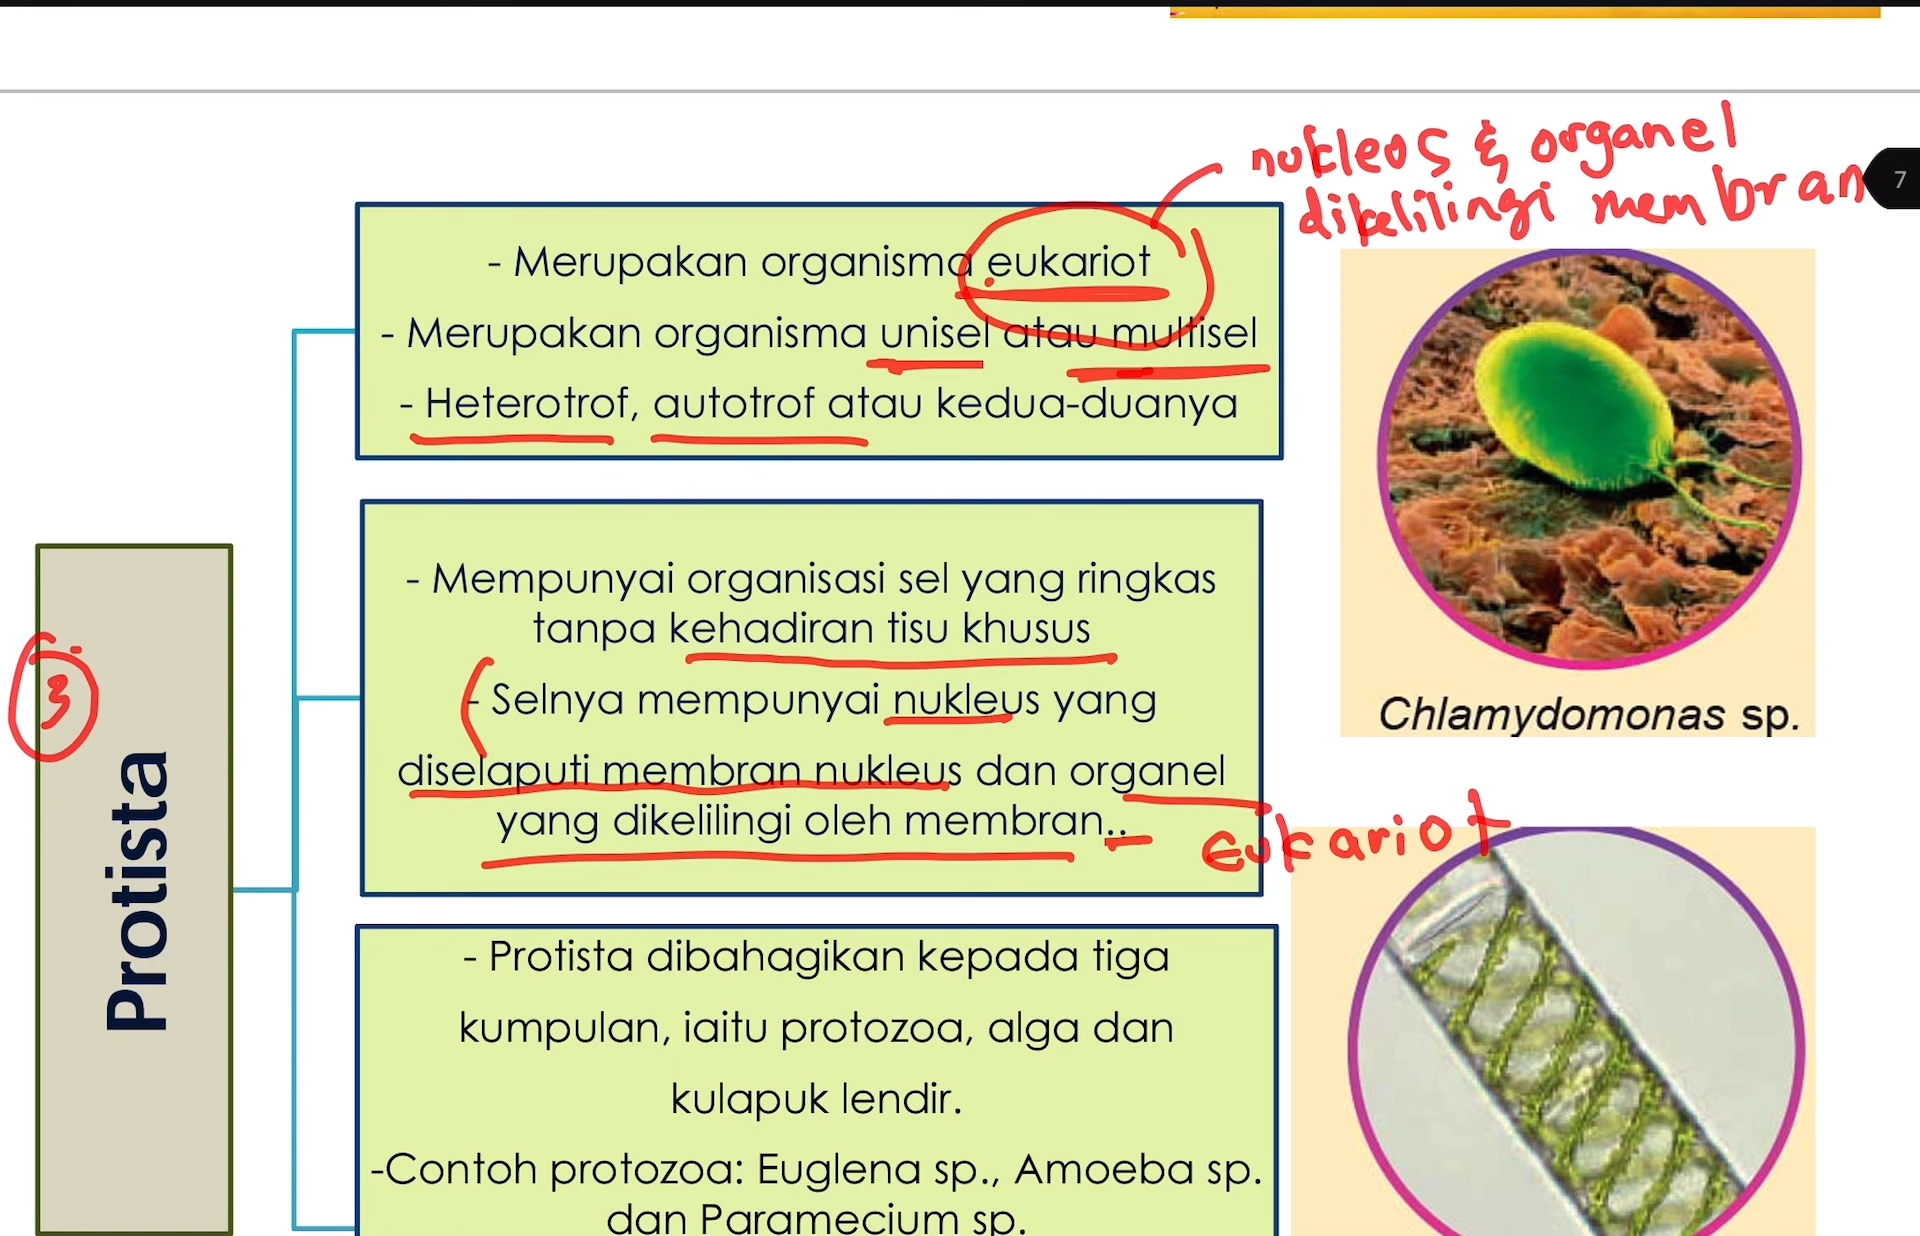 nukleos & organel
dikelilingi membran
7
- Merupakan organisma eukariot
- Merupakan organisma unisel atau multisel
- Heterotrof, autotrof atau kedua-duanya
- Mempunyai organisasi sel yang ringkas
tanpa kehadiran tisu khusus
- Selnya mempunyai nukleus yang
diselaputi membran nukleus dan organel
yang dikelilingi oleh membran..
Eukariot
3
Protista
Chlamydomonas sp.
- Protista dibahagikan kepada tiga
kumpulan, iaitu protozoa, alga dan
kulapuk lendir.
-Contoh protozoa: Euglena sp., Amoeba sp.
dan Paramecium sp.